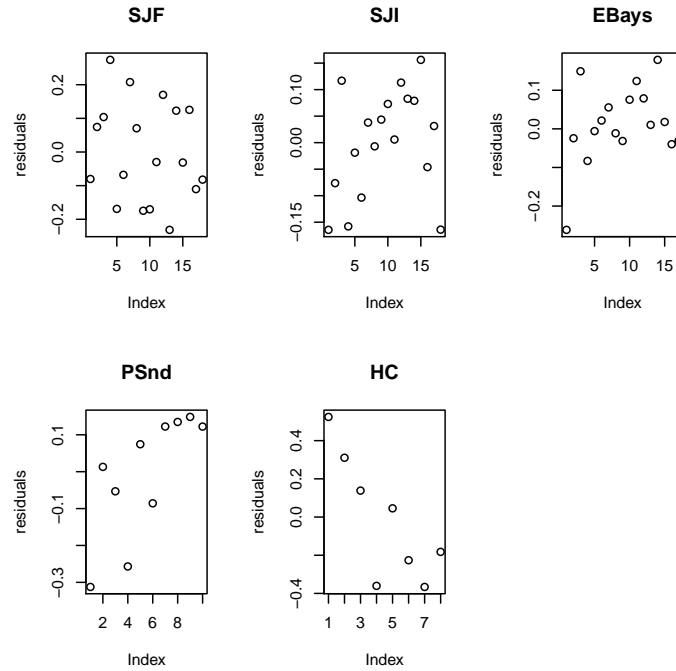 SJF
residuals
0.2
0.0
−0.2
5 10 15
Index
SJI
residuals
0.10
0.00
−0.15
5 10 15
Index
EBays
residuals
0.1
0.0
−0.2
5 10 15
Index
PSnd
residuals
0.1
−0.1
−0.3
2 4 6 8
Index
HC
residuals
0.4
0.2
0.0
−0.4
1 3 5 7
Index